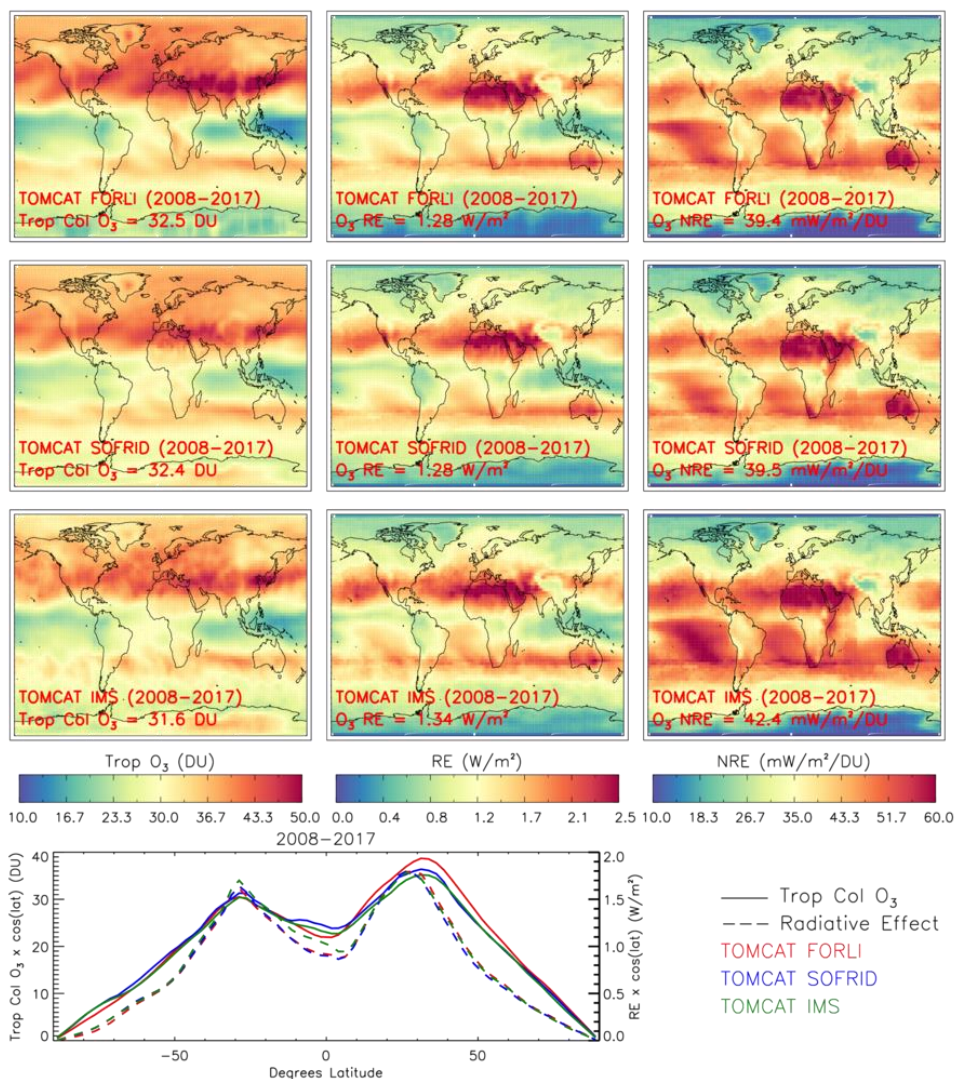 TOMCAT FORLI (2008−2017)
Trop Col O₃ = 32.5 DU
TOMCAT FORLI (2008−2017)
O₃ RE = 1.28 W/m²
TOMCAT FORLI (2008−2017)
O₃ NRE = 39.4 mW/m²/DU
TOMCAT SOFRID (2008−2017)
Trop Col O₃ = 32.4 DU
TOMCAT SOFRID (2008−2017)
O₃ RE = 1.28 W/m²
TOMCAT SOFRID (2008−2017)
O₃ NRE = 39.5 mW/m²/DU
TOMCAT IMS (2008−2017)
Trop Col O₃ = 31.6 DU
TOMCAT IMS (2008−2017)
O₃ RE = 1.34 W/m²
TOMCAT IMS (2008−2017)
O₃ NRE = 42.4 mW/m²/DU
Trop O₃ (DU)
10.0 16.7 23.3 30.0 36.7 43.3 50.0
RE (W/m²)
0.0 0.4 0.8 1.2 1.7 2.1 2.5
NRE (mW/m²/DU)
10.0 18.3 26.7 35.0 43.3 51.7 60.0
2008−2017
Trop Col O₃ x cos(lat) (DU)
40
30
20
10
0
−50 0 50
Degrees Latitude
2.0
1.5
1.0
0.5
0.0
RE x cos(lat) (W/m²)
Trop Col O₃
Radiative Effect
TOMCAT FORLI
TOMCAT SOFRID
TOMCAT IMS